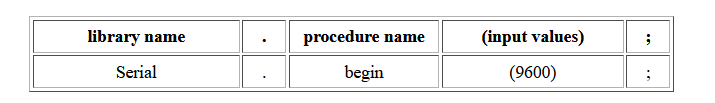 library name . procedure name (input values) ;
Serial . begin (9600) ;